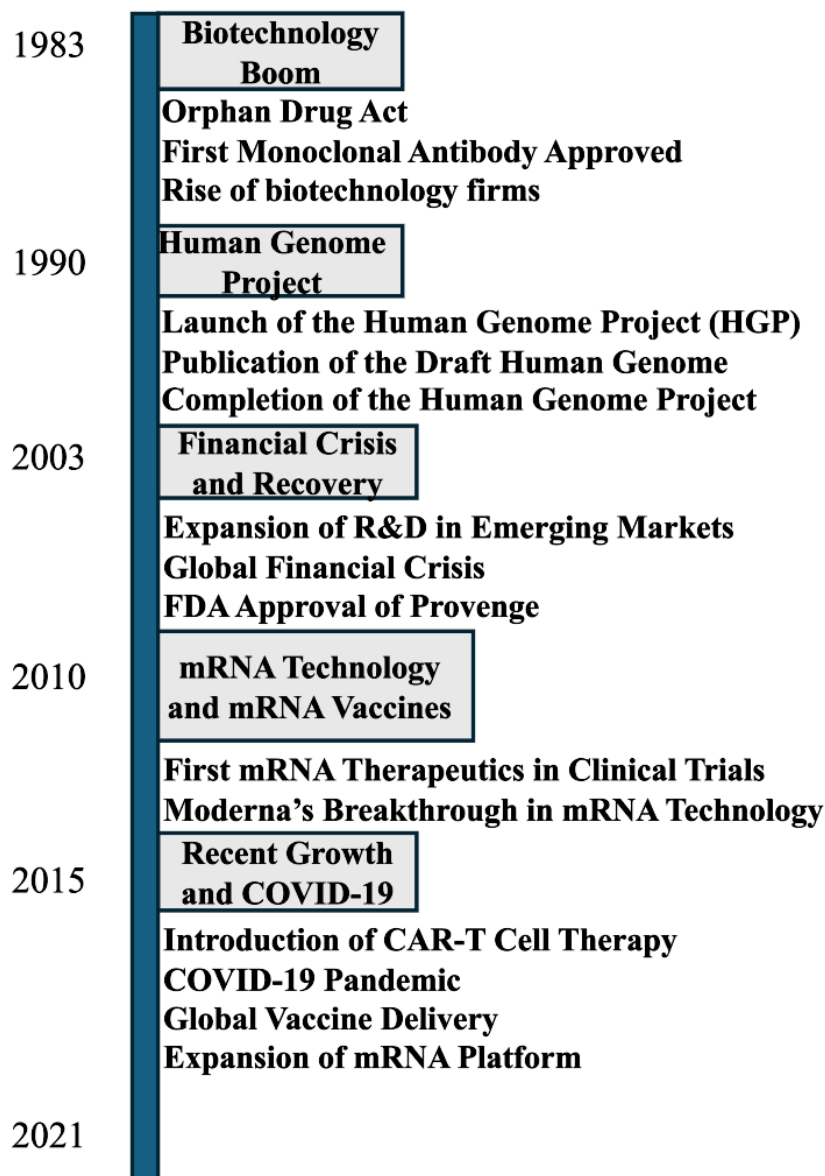 1983
Biotechnology
Boom
Orphan Drug Act
First Monoclonal Antibody Approved
Rise of biotechnology firms
1990
Human Genome
Project
Launch of the Human Genome Project (HGP)
Publication of the Draft Human Genome
Completion of the Human Genome Project
2003
Financial Crisis
and Recovery
Expansion of R&D in Emerging Markets
Global Financial Crisis
FDA Approval of Provenge
2010
mRNA Technology
and mRNA Vaccines
First mRNA Therapeutics in Clinical Trials
Moderna’s Breakthrough in mRNA Technology
2015
Recent Growth
and COVID-19
Introduction of CAR-T Cell Therapy
COVID-19 Pandemic
Global Vaccine Delivery
Expansion of mRNA Platform
2021